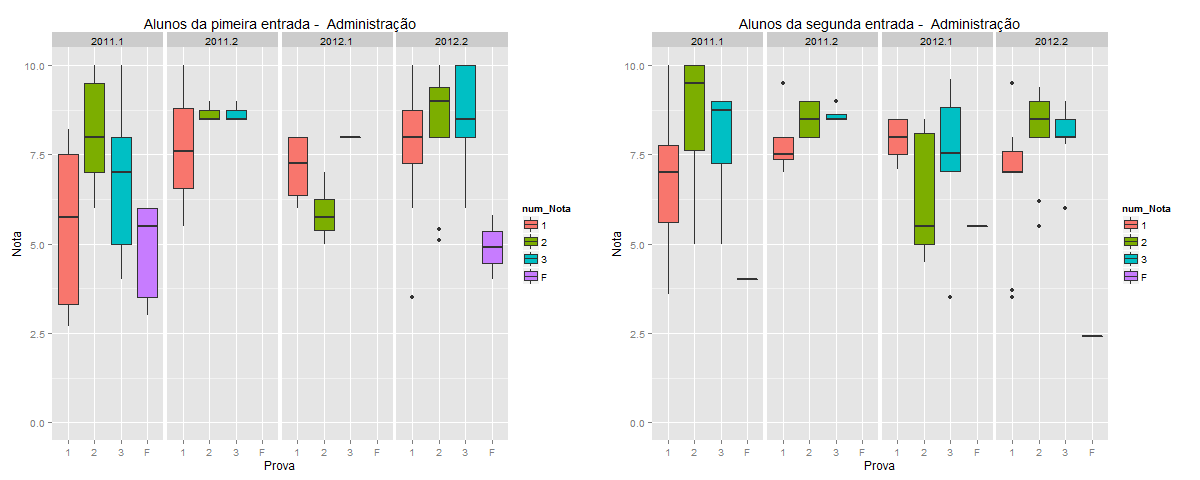 Alunos da pimeira entrada -  Administração
2011.1 2011.2 2012.1 2012.2
10.0
7.5
5.0
2.5
0.0
Nota
1 2 3 F 1 2 3 F 1 2 3 F 1 2 3 F
Prova
num_Nota
1
2
3
F
Alunos da segunda entrada -  Administração
2011.1 2011.2 2012.1 2012.2
10.0
7.5
5.0
2.5
0.0
Nota
1 2 3 F 1 2 3 F 1 2 3 F 1 2 3 F
Prova
num_Nota
1
2
3
F